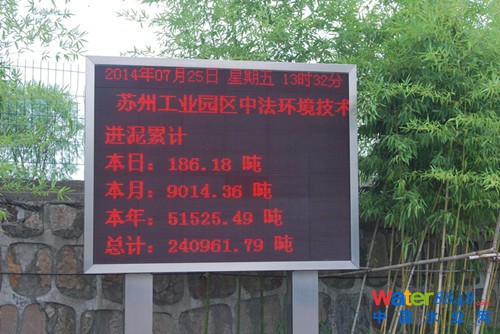 2014年07月25日 星期五 13时32分
苏州工业园区中法环境技术
进泥累计
本日：186.18 吨
本月：9014.36 吨
本年：51525.49 吨
总计：240961.79 吨
Water8848.com
中国水业网